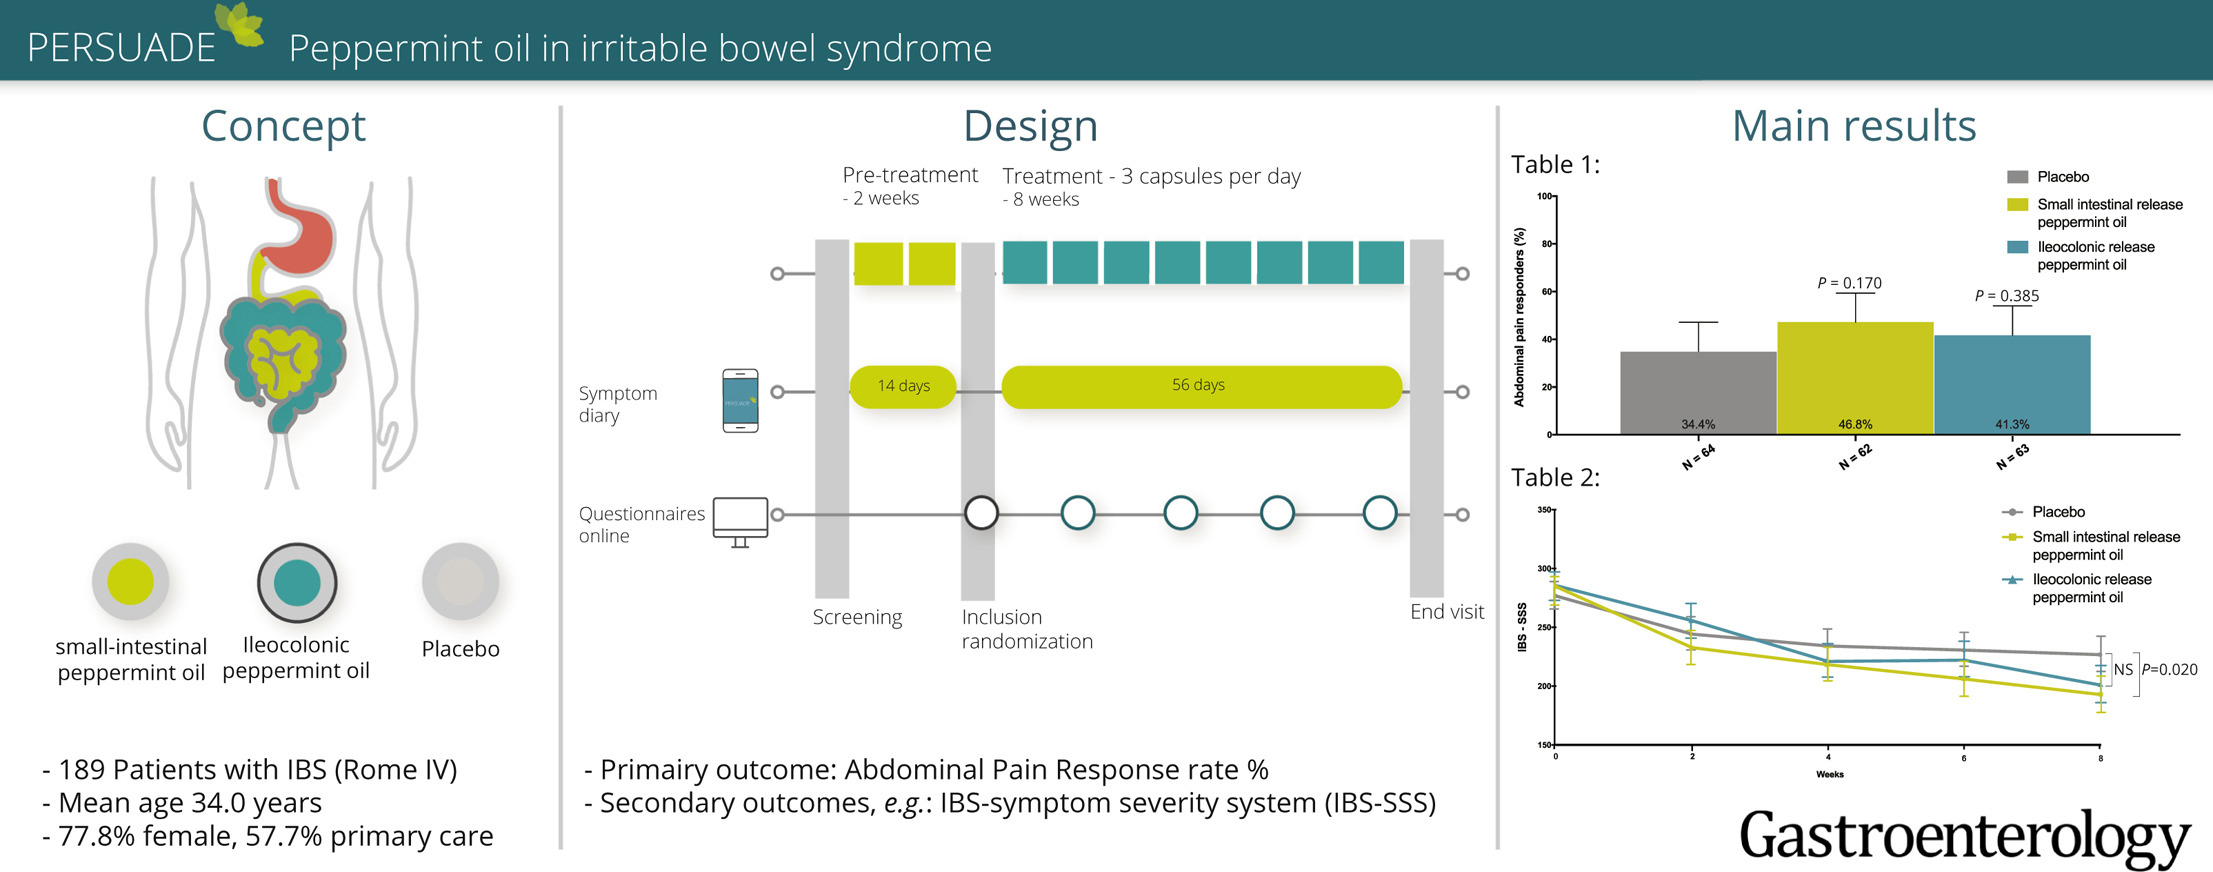 PERSUADE
Peppermint oil in irritable bowel syndrome
Concept
small-intestinal
peppermint oil
Ileocolonic
peppermint oil
Placebo
- 189 Patients with IBS (Rome IV)
- Mean age 34.0 years
- 77.8% female, 57.7% primary care
Design
Pre-treatment
- 2 weeks
Treatment - 3 capsules per day
- 8 weeks
Symptom
diary
PERSUADE
14 days
56 days
Questionnaires
online
Screening
Inclusion
randomization
End visit
- Primairy outcome: Abdominal Pain Response rate %
- Secondary outcomes, e.g.: IBS-symptom severity system (IBS-SSS)
Main results
Table 1:
Placebo
Small intestinal release
peppermint oil
Ileocolonic release
peppermint oil
Abdominal pain responders (%)
100
80
60
40
20
0
P = 0.170
P = 0.385
34.4%
46.8%
41.3%
N = 64
N = 62
N = 63
Table 2:
Placebo
Small intestinal release
peppermint oil
Ileocolonic release
peppermint oil
IBS - SSS
350
300
250
200
150
NS
P=0.020
0
2
4
6
8
Weeks
Gastroenterology